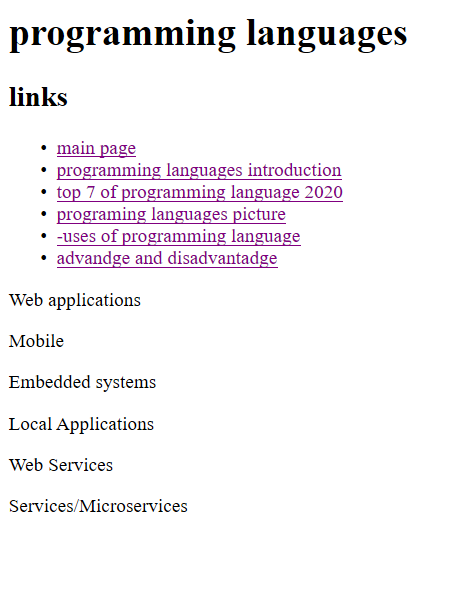 programming languages
links
main page
programming languages introduction
top 7 of programming language 2020
programing languages picture
-uses of programming language
advandge and disadvantadge
Web applications
Mobile
Embedded systems
Local Applications
Web Services
Services/Microservices